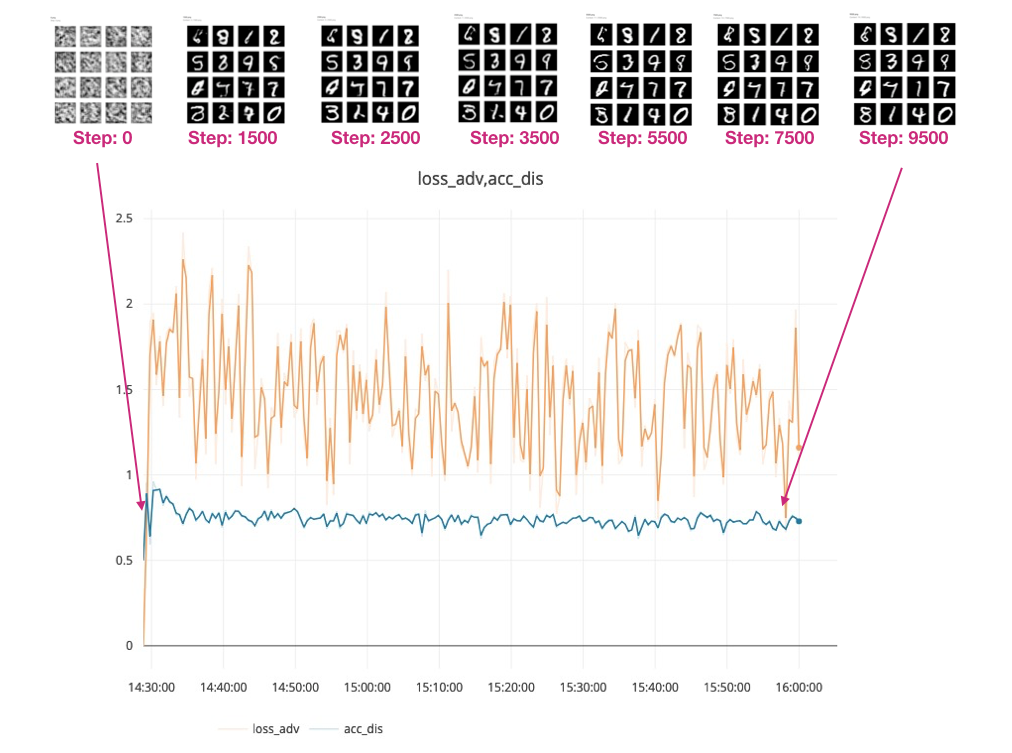 Step: 0
Step: 1500
Step: 2500
Step: 3500
Step: 5500
Step: 7500
Step: 9500
loss_adv,acc_dis
2.5
2
1.5
1
0.5
0
14:30:00
14:40:00
14:50:00
15:00:00
15:10:00
15:20:00
15:30:00
15:40:00
15:50:00
16:00:00
loss_adv
acc_dis